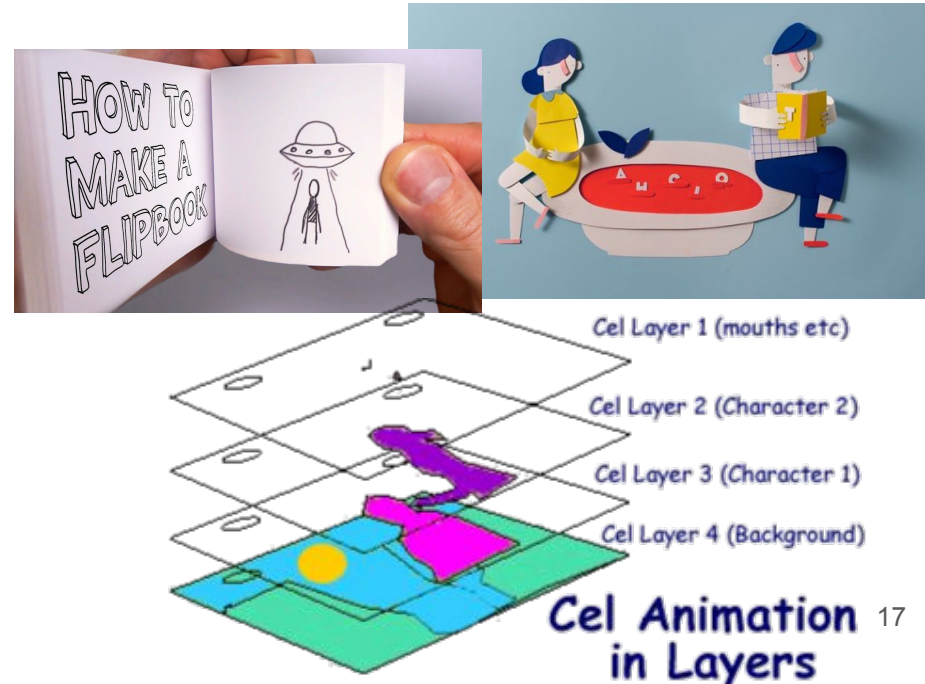 HOW TO
MAKE A
FLIPBOOK
T
A H C I O
Cel Layer 1 (mouths etc)
Cel Layer 2 (Character 2)
Cel Layer 3 (Character 1)
Cel Layer 4 (Background)
Cel Animation
in Layers
17